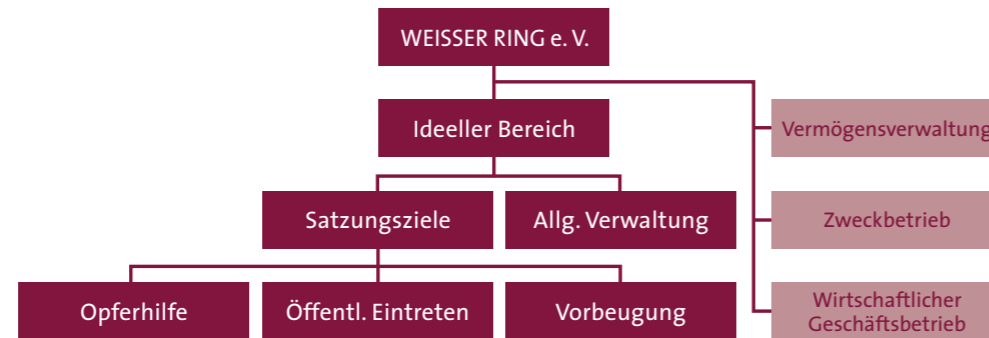 WEISSER RING e. V.
Ideeller Bereich
Vermögensverwaltung
Satzungsziele
Allg. Verwaltung
Zweckbetrieb
Opferhilfe
Öffentl. Eintreten
Vorbeugung
Wirtschaftlicher
Geschäftsbetrieb